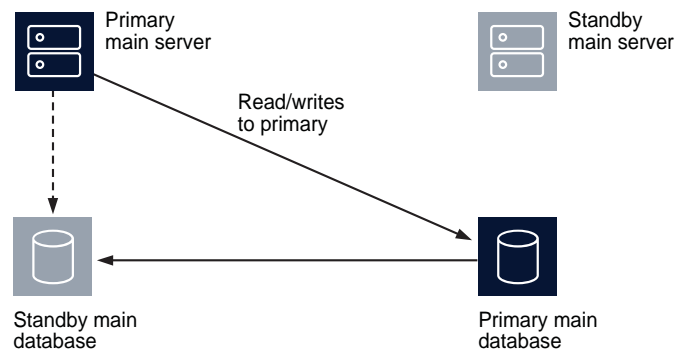 Primary
main server
Standby
main server
Read/writes
to primary
Standby main
database
Primary main
database